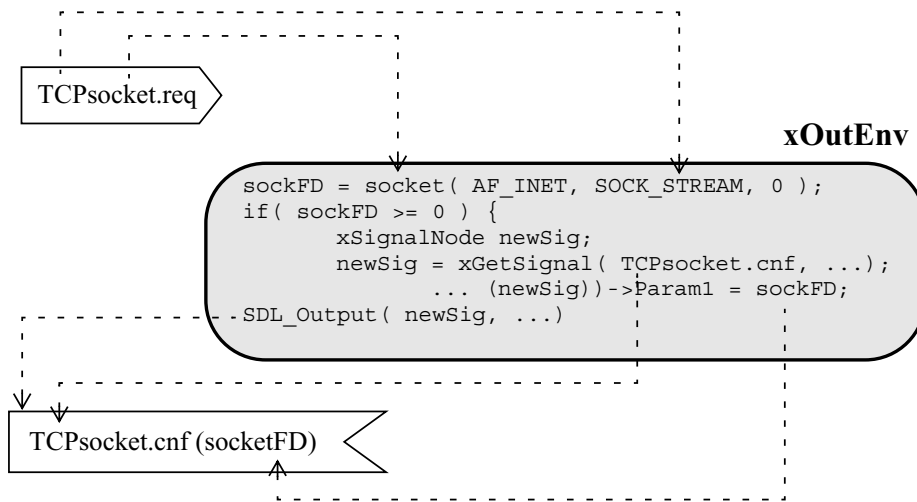 TCPsocket.req
xOutEnv
sockFD = socket( AF_INET, SOCK_STREAM, 0 );
if( sockFD >= 0 ) {
xSignalNode newSig;
newSig = xGetSignal( TCPsocket.cnf, ...);
... (newSig))->Param1 = sockFD;
SDL_Output( newSig, ...)
TCPsocket.cnf (socketFD)